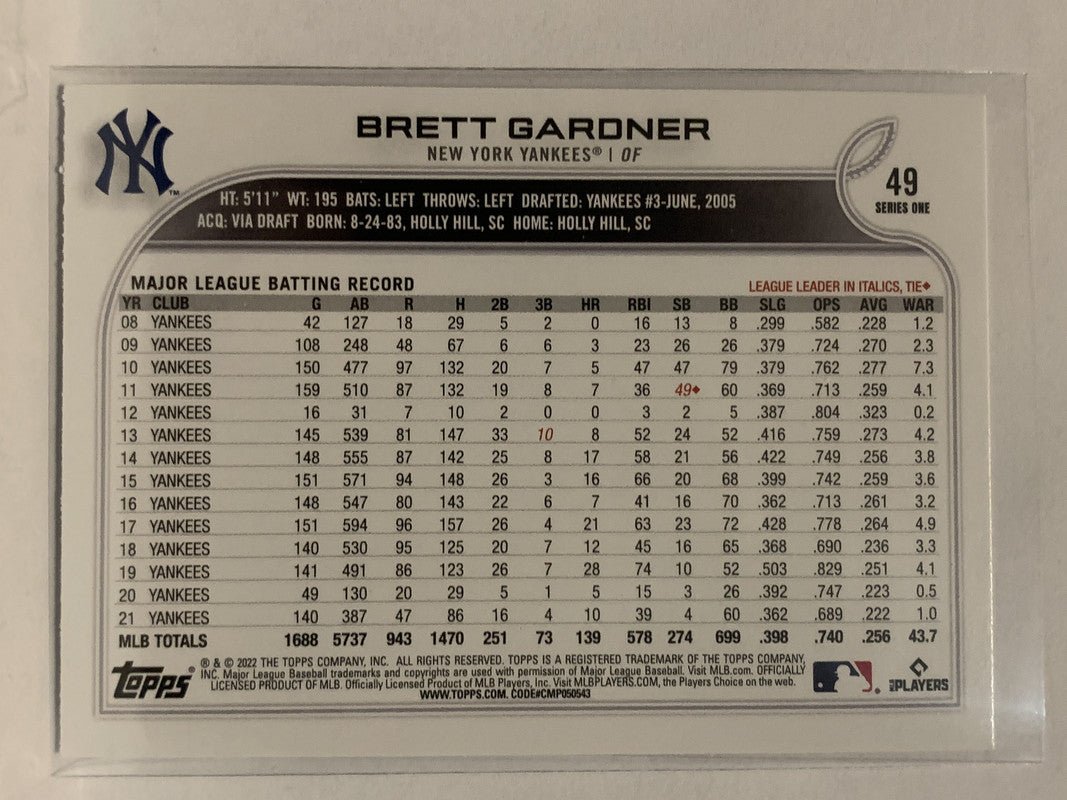 NY™
BRETT GARDNER
NEW YORK YANKEES® | OF
49
SERIES ONE
HT: 5'11" WT: 195 BATS: LEFT THROWS: LEFT DRAFTED: YANKEES #3-JUNE, 2005
ACQ: VIA DRAFT BORN: 8-24-83, HOLLY HILL, SC HOME: HOLLY HILL, SC
MAJOR LEAGUE BATTING RECORD LEAGUE LEADER IN ITALICS, TIE◆
YR CLUB G AB R H 2B 3B HR RBI SB BB SLG OPS AVG WAR
08 YANKEES 42 127 18 29 5 2 0 16 13 8 .299 .582 .228 1.2
09 YANKEES 108 248 48 67 6 6 3 23 26 26 .379 .724 .270 2.3
10 YANKEES 150 477 97 132 20 7 5 47 47 79 .379 .762 .277 7.3
11 YANKEES 159 510 87 132 19 8 7 36 49◆ 60 .369 .713 .259 4.1
12 YANKEES 16 31 7 10 2 0 0 3 2 5 .387 .804 .323 0.2
13 YANKEES 145 539 81 147 33 10 8 52 24 52 .416 .759 .273 4.2
14 YANKEES 148 555 87 142 25 8 17 58 21 56 .422 .749 .256 3.8
15 YANKEES 151 571 94 148 26 3 16 66 20 68 .399 .742 .259 3.6
16 YANKEES 148 547 80 143 22 6 7 41 16 70 .362 .713 .261 3.2
17 YANKEES 151 594 96 157 26 4 21 63 23 72 .428 .778 .264 4.9
18 YANKEES 140 530 95 125 20 7 12 45 16 65 .368 .690 .236 3.3
19 YANKEES 141 491 86 123 26 7 28 74 10 52 .503 .829 .251 4.1
20 YANKEES 49 130 20 29 5 1 5 15 3 26 .392 .747 .223 0.5
21 YANKEES 140 387 47 86 16 4 10 39 4 60 .362 .689 .222 1.0
MLB TOTALS 1688 5737 943 1470 251 73 139 578 274 699 .398 .740 .256 43.7
Topps®
® & © 2022 THE TOPPS COMPANY, INC. ALL RIGHTS RESERVED. TOPPS IS A REGISTERED TRADEMARK OF THE TOPPS COMPANY,
INC. Major League Baseball trademarks and copyrights are used with permission of Major League Baseball. Visit MLB.com. OFFICIALLY
LICENSED PRODUCT OF MLB. Officially Licensed Product of MLB Players, Inc. Visit MLBPLAYERS.COM, the Players Choice on the web.
WWW.TOPPS.COM. CODE#CMP050543
MLBPLAYERS